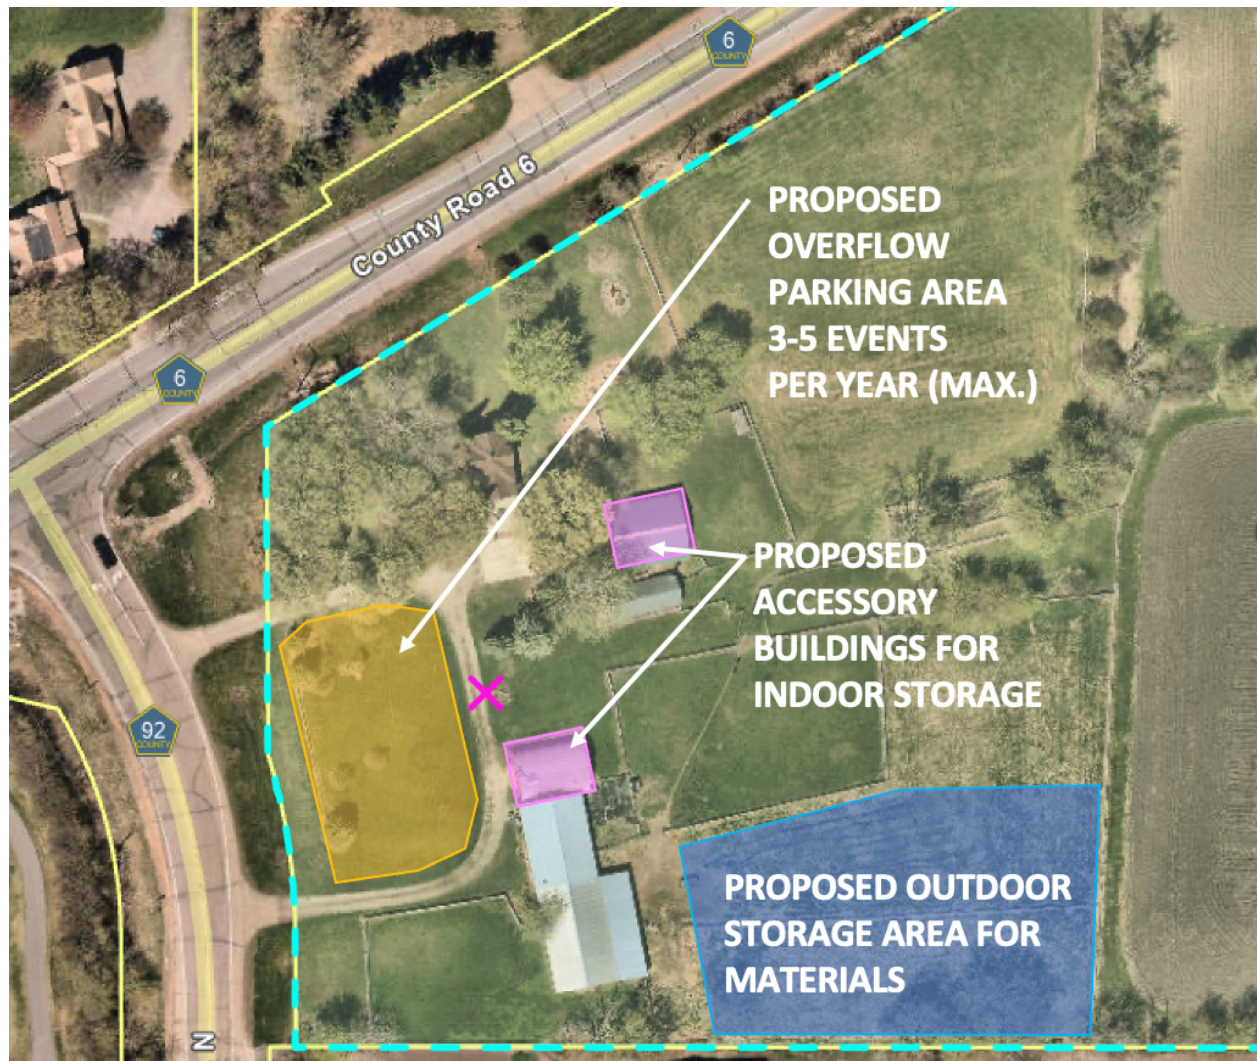 6
COUNTY
County Road 6
6
COUNTY
PROPOSED
OVERFLOW
PARKING AREA
3-5 EVENTS
PER YEAR (MAX.)
PROPOSED
ACCESSORY
BUILDINGS FOR
INDOOR STORAGE
92
COUNTY
PROPOSED OUTDOOR
STORAGE AREA FOR
MATERIALS
N